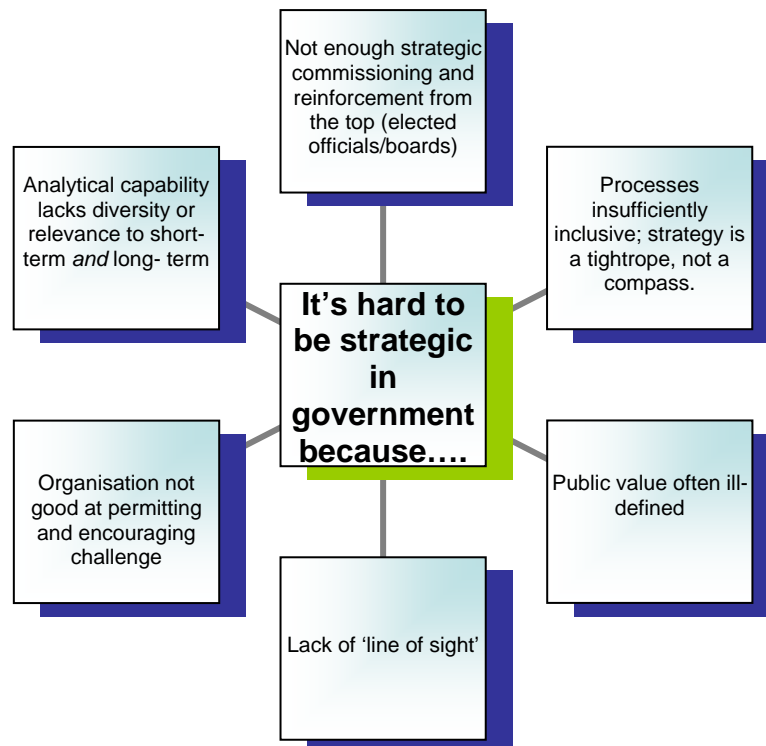 Not enough strategic
commissioning and
reinforcement from
the top (elected
officials/boards)
Analytical capability
lacks diversity or
relevance to short-
term and long- term
Processes
insufficiently
inclusive; strategy is
a tightrope, not a
compass.
It’s hard to
be strategic
in
government
because….
Organisation not
good at permitting
and encouraging
challenge
Public value often ill-
defined
Lack of ‘line of sight’